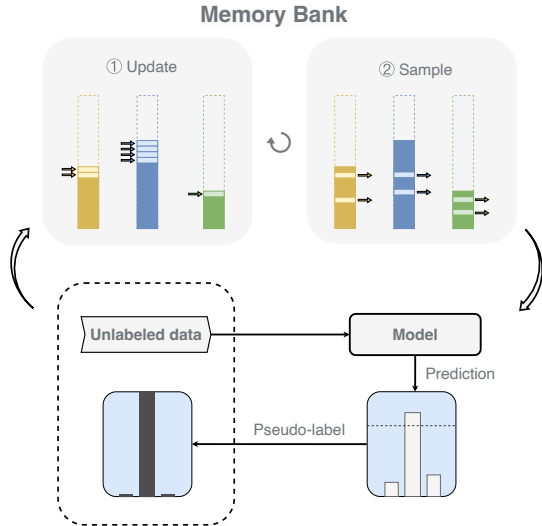 Memory Bank
① Update
② Sample
Unlabeled data
Model
Prediction
Pseudo-label